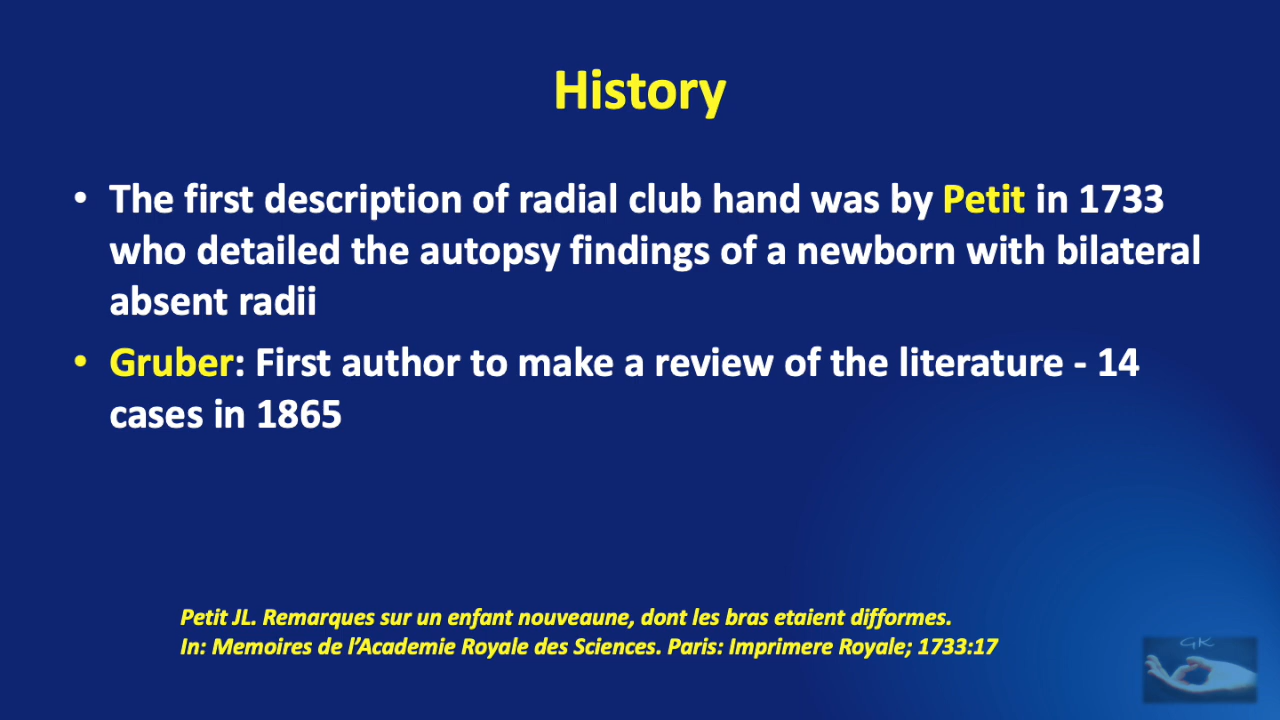 History
• The first description of radial club hand was by Petit in 1733
who detailed the autopsy findings of a newborn with bilateral
absent radii
• Gruber: First author to make a review of the literature - 14
cases in 1865
Petit JL. Remarques sur un enfant nouveaune, dont les bras etaient difformes.
In: Memoires de l’Academie Royale des Sciences. Paris: Imprimere Royale; 1733:17
GK